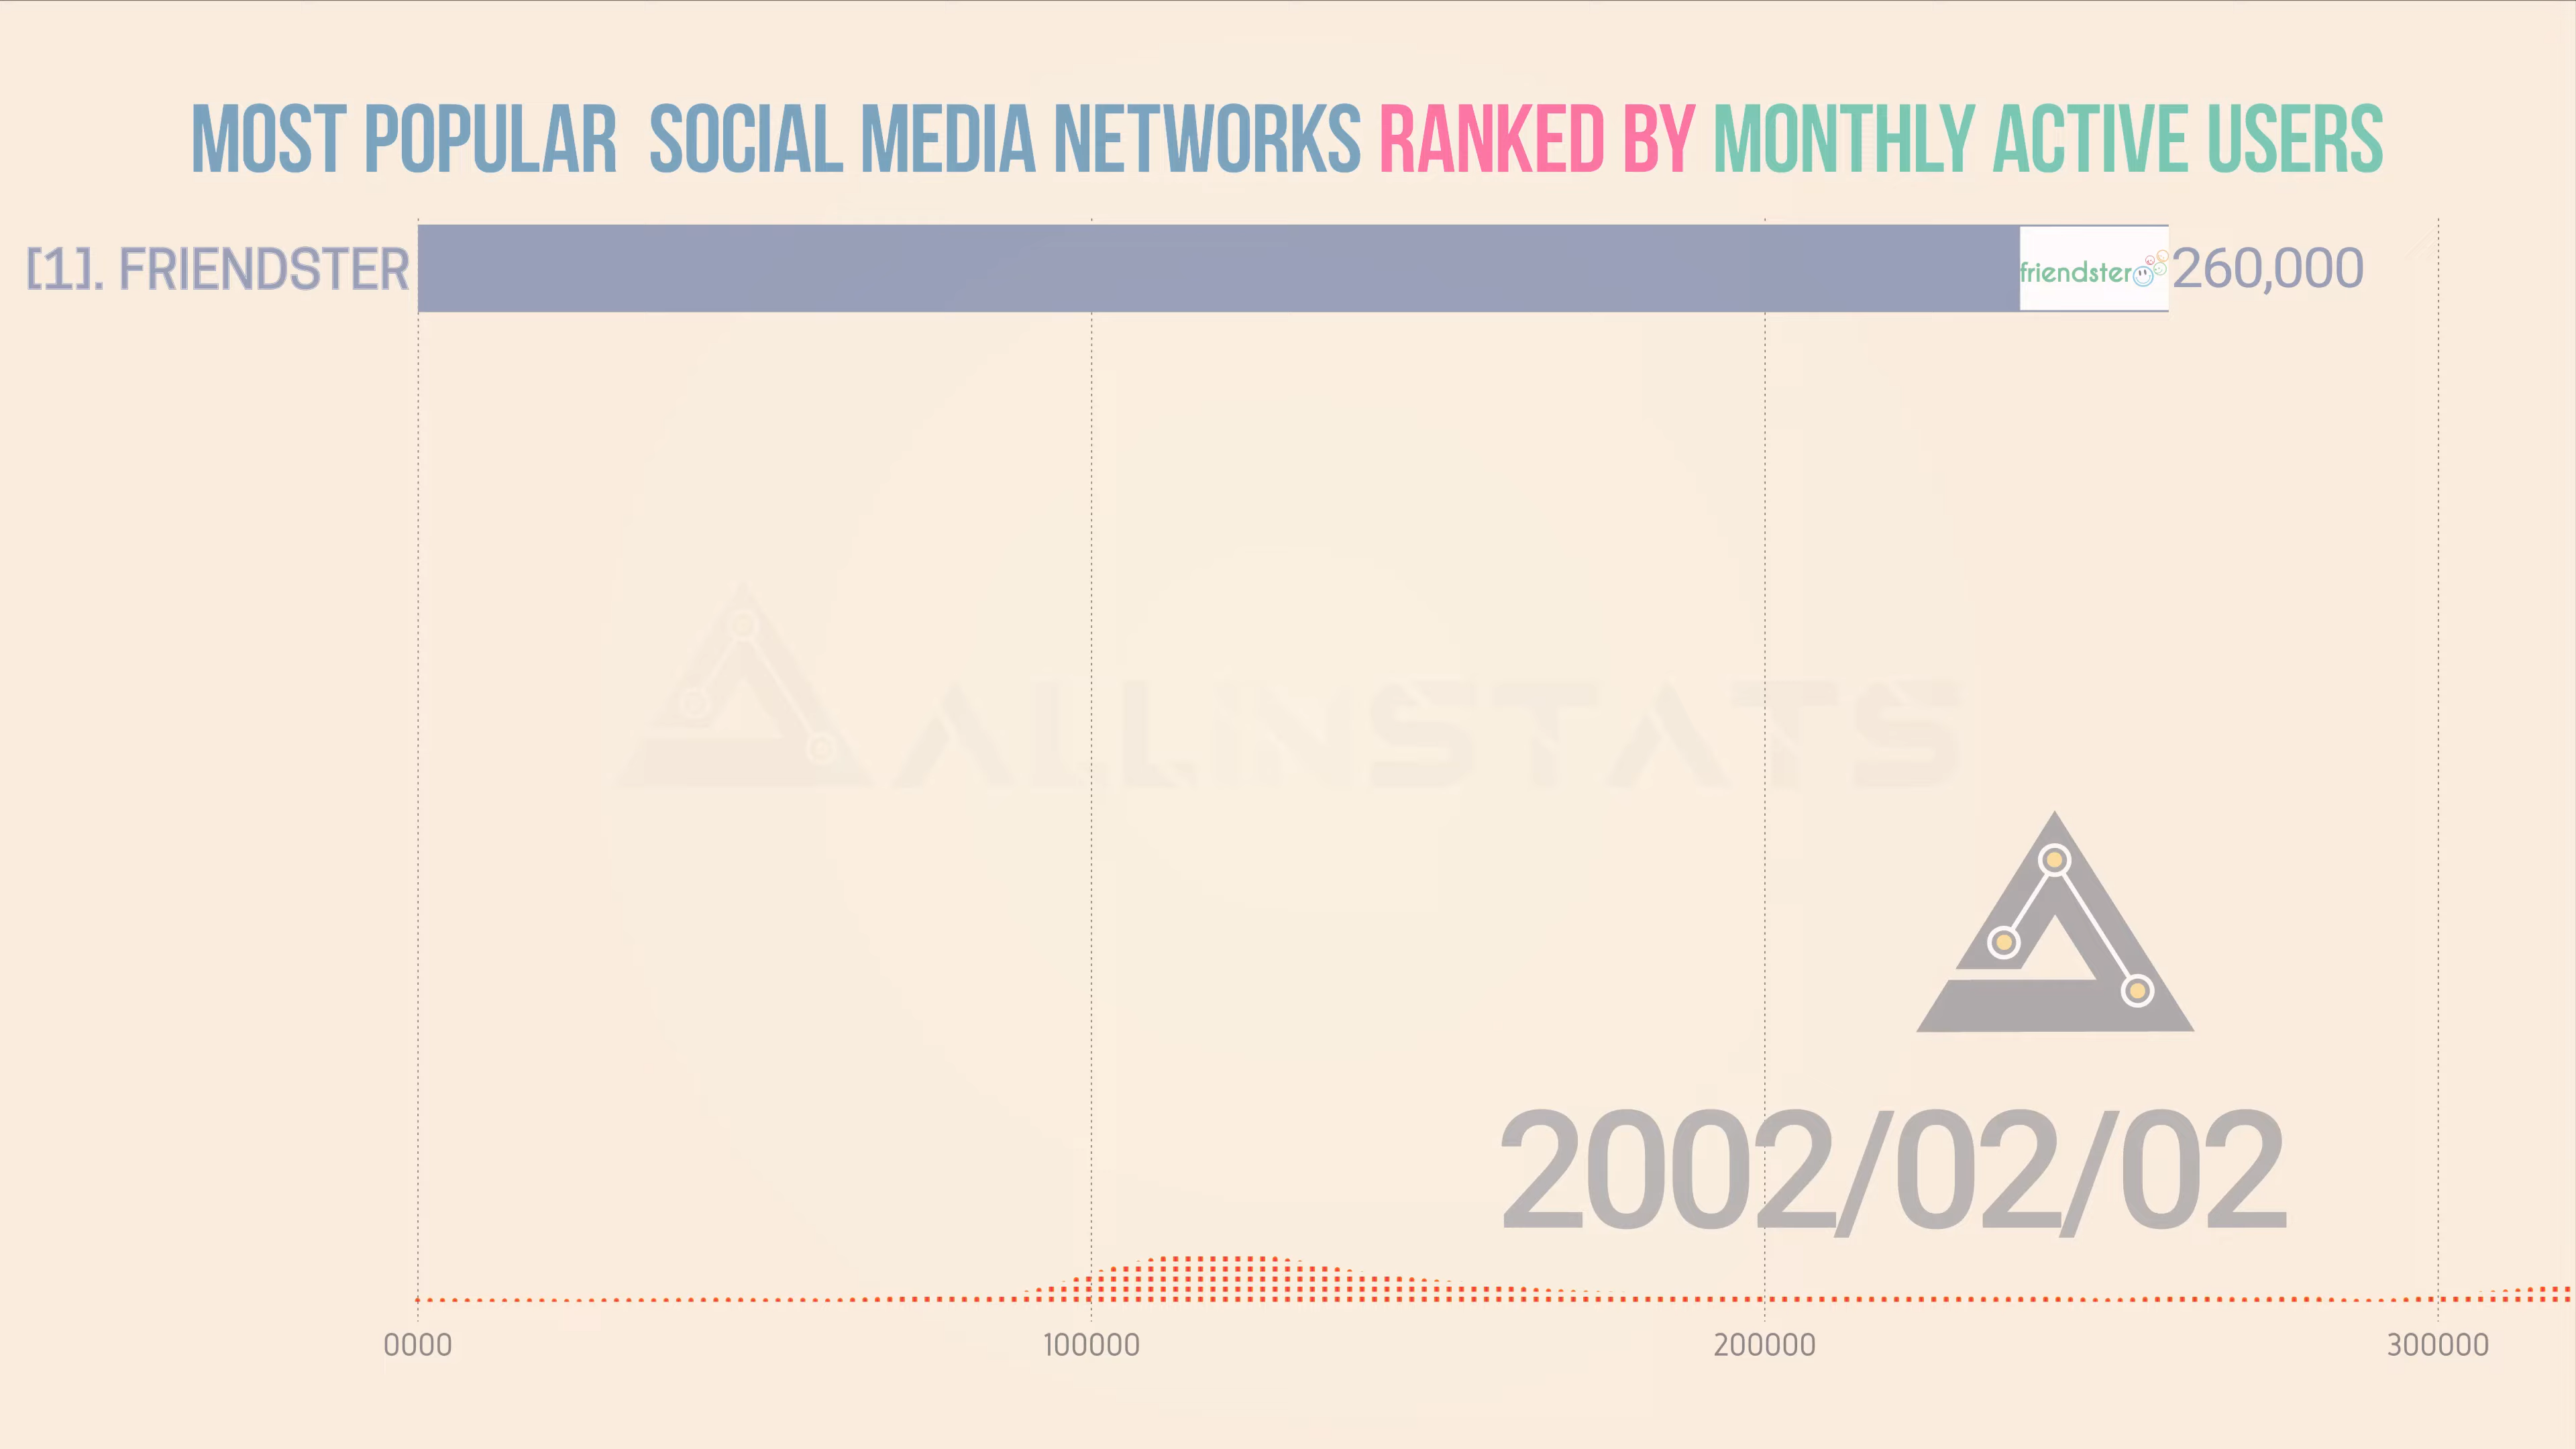 MOST POPULAR SOCIAL MEDIA NETWORKS RANKED BY MONTHLY ACTIVE USERS
[1]. FRIENDSTER friendster 260,000
ALLINSTATS
2002/02/02
0000 100000 200000 300000